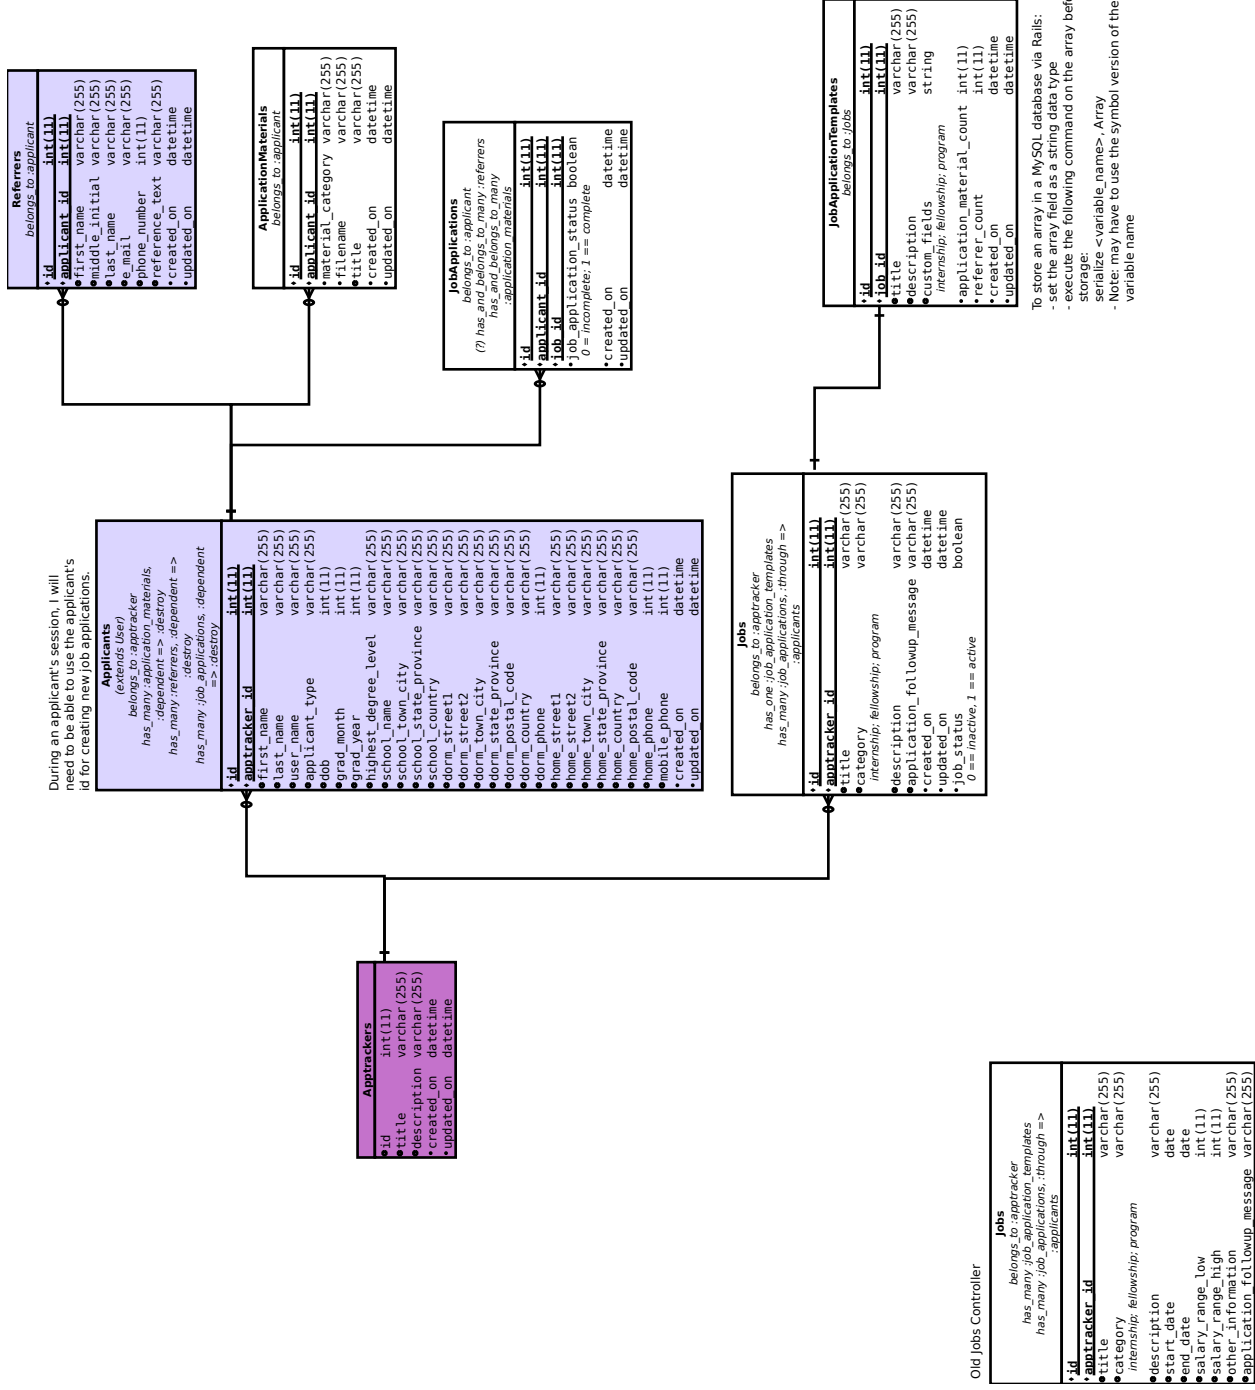 Referrers
belongs_to :applicant
id int(11)
applicant_id int(11)
first_name varchar(255)
middle_initial varchar(255)
last_name varchar(255)
e_mail varchar(255)
phone_number int(11)
reference_text varchar(255)
created_on datetime
updated_on datetime
ApplicationMaterials
belongs_to :applicant
id int(11)
applicant_id int(11)
material_category varchar(255)
filename varchar(255)
title varchar(255)
created_on datetime
updated_on datetime
JobApplications
belongs_to :applicant
(?) has_and_belongs_to_many :referrers
has_and_belongs_to_many
:application_materials
id int(11)
applicant_id int(11)
job_id int(11)
job_application_status boolean
0 = incomplete; 1 == complete
created_on datetime
updated_on datetime
JobApplicationTemplates
belongs_to :Jobs
id int(11)
job_id int(11)
title varchar(255)
description varchar(255)
custom_fields string
internship; fellowship; program
application_material_count int(11)
referrer_count int(11)
created_on datetime
updated_on datetime
To store an array in a MySQL database via Rails:
- set the array field as a string data type
- execute the following command on the array befo
storage:
serialize <variable_name>, Array
- Note: may have to use the symbol version of the
variable name
During an applicant's session, I will
need to be able to use the applicant's
id for creating new job applications.
Applicants
(extends User)
belongs_to :apptracker
has_many :application_materials,
:dependent => :destroy
has_many :referrers, :dependent =>
:destroy
has_many :job_applications, :dependent
=> :destroy
id int(11)
apptracker_id int(11)
first_name varchar(255)
last_name varchar(255)
user_name varchar(255)
applicant_type varchar(255)
dob int(11)
grad_month int(11)
grad_year int(11)
highest_degree_level varchar(255)
school_name varchar(255)
school_town_city varchar(255)
school_state_province varchar(255)
school_country varchar(255)
dorm_street1 varchar(255)
dorm_street2 varchar(255)
dorm_town_city varchar(255)
dorm_state_province varchar(255)
dorm_postal_code varchar(255)
dorm_country varchar(255)
dorm_phone int(11)
home_street1 varchar(255)
home_street2 varchar(255)
home_town_city varchar(255)
home_state_province varchar(255)
home_country varchar(255)
home_postal_code varchar(255)
home_phone int(11)
mobile_phone int(11)
created_on datetime
updated_on datetime
Jobs
belongs_to :apptracker
has_one :job_application_templates
has_many :job_applications, :through =>
:applicants
id int(11)
apptracker_id int(11)
title varchar(255)
category varchar(255)
internship; fellowship; program
description varchar(255)
application_followup_message varchar(255)
created_on datetime
updated_on datetime
job_status boolean
0 == inactive, 1 == active
Apptrackers
id int(11)
title varchar(255)
description varchar(255)
created_on datetime
updated_on datetime
Old Jobs Controller
Jobs
belongs_to :apptracker
has_many :job_application_templates
has_many :job_applications, :through =>
:applicants
id int(11)
apptracker_id int(11)
title varchar(255)
category varchar(255)
internship; fellowship; program
description varchar(255)
start_date date
end_date date
salary_range_low int(11)
salary_range_high int(11)
other_information varchar(255)
application_followup_message varchar(255)